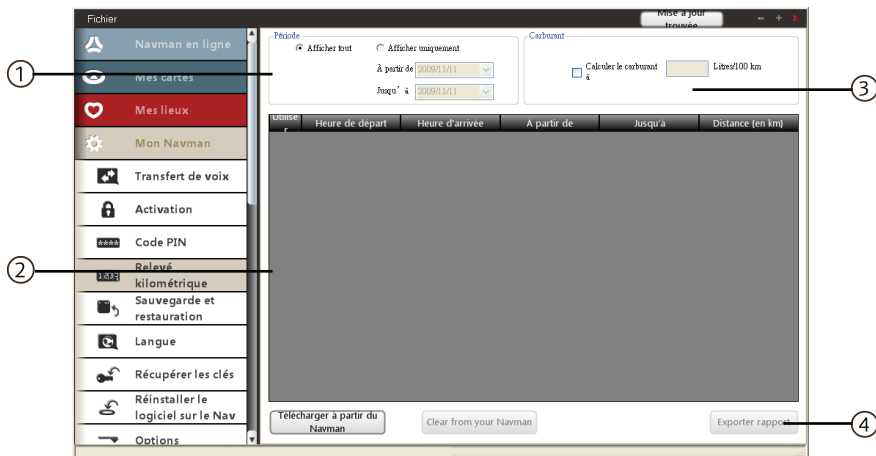 Fichier
Mise à jour
trouvée
Navman en ligne
Mes cartes
Mes lieux
Mon Navman
Transfert de voix
Activation
****
Code PIN
Relevé
kilométrique
Sauvegarde et
restauration
Langue
Récupérer les clés
Réinstaller le
logiciel sur le Nav
Options
Période
Afficher tout
Afficher uniquement
À partir de
2009/11/11
Jusqu' à
2009/11/11
Carburant
Calculer le carburant
à
Litres/100 km
Utilise
r
Heure de départ
Heure d'arrivée
À partir de
Jusqu'à
Distance (en km)
Télécharger à partir du
Navman
Clear from your Navman
Exporter rapport
1
2
3
4